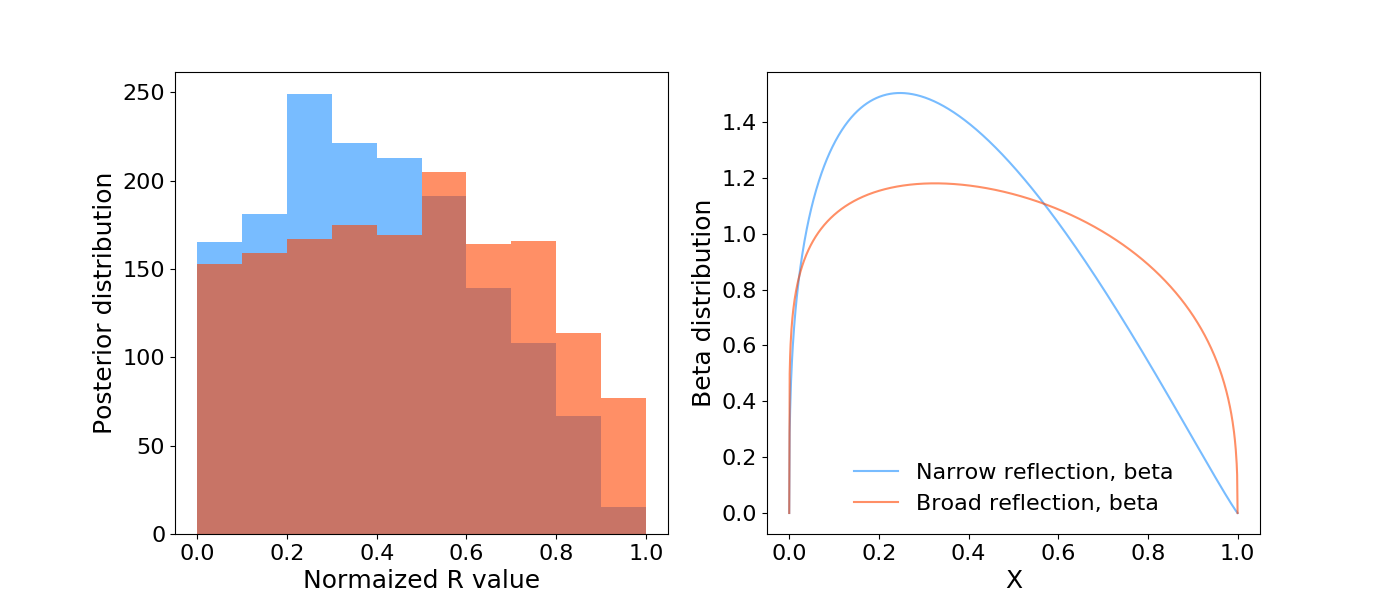 Posterior distribution
250
200
150
100
50
0
0.0 0.2 0.4 0.6 0.8 1.0
Normaized R value
Beta distribution
1.4
1.2
1.0
0.8
0.6
0.4
0.2
0.0
Narrow reflection, beta
Broad reflection, beta
0.0 0.2 0.4 0.6 0.8 1.0
X